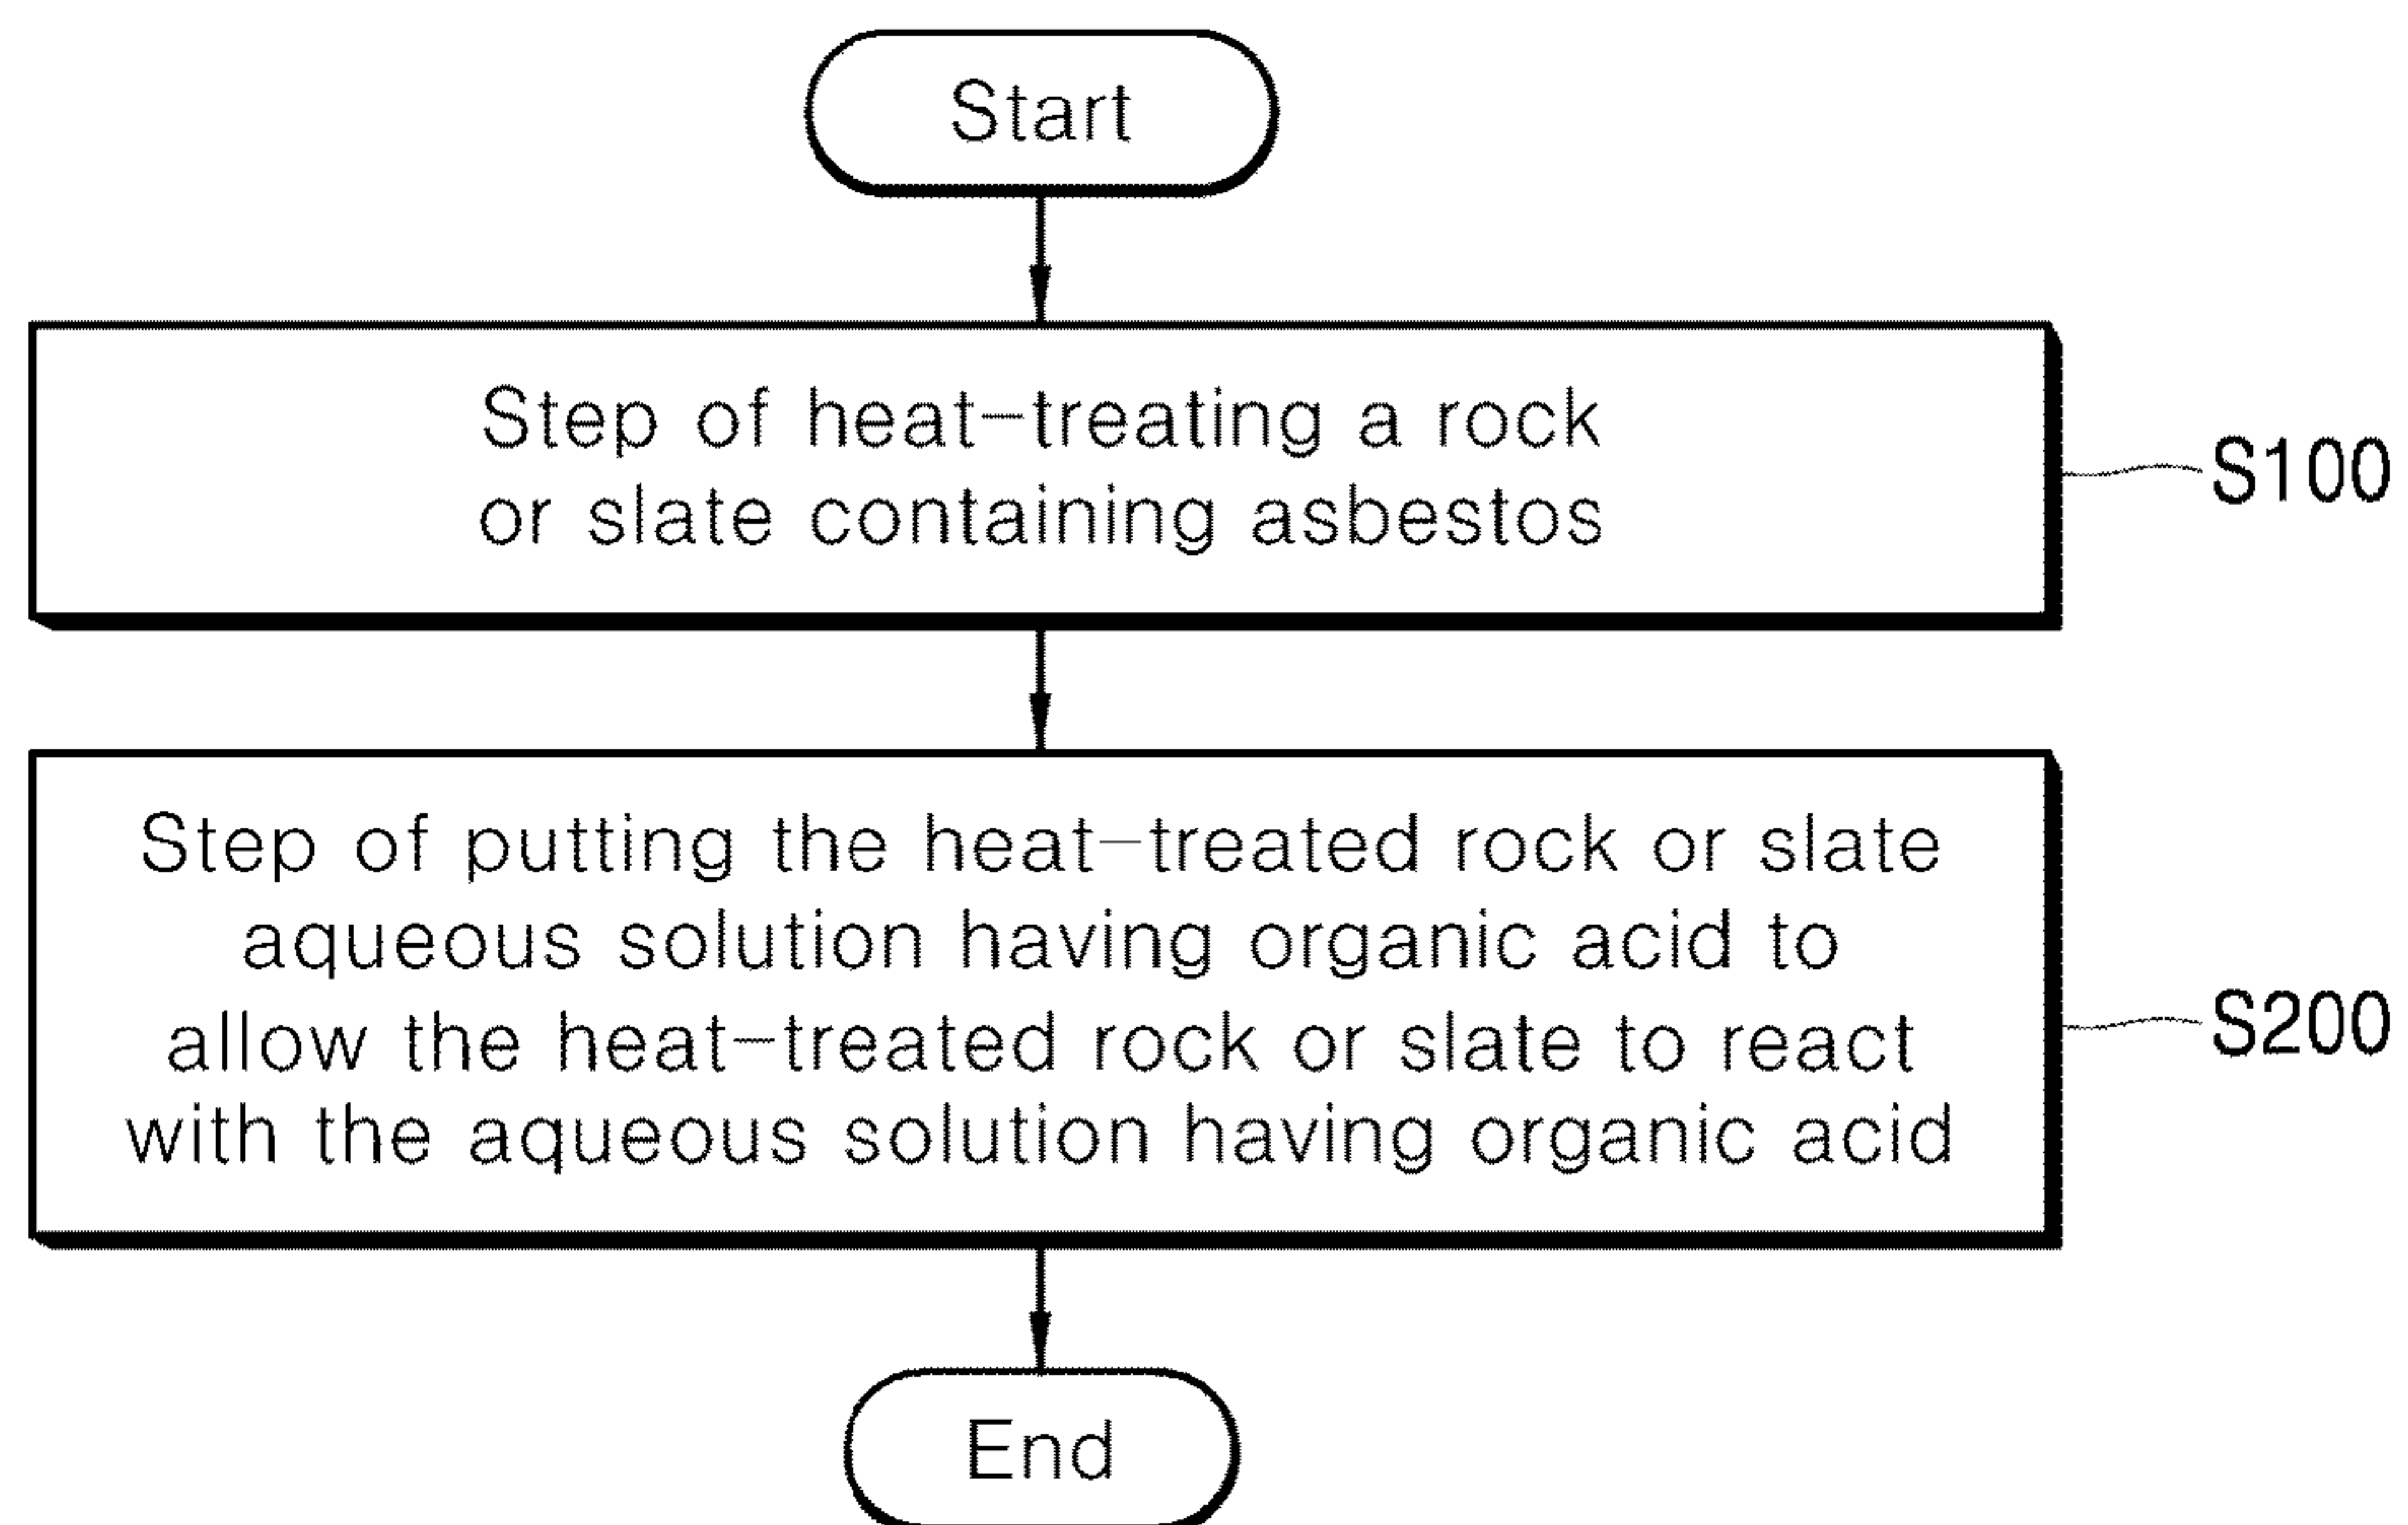 Start
Step of heat-treating a rock
or slate containing asbestos
S100
Step of putting the heat-treated rock or slate
aqueous solution having organic acid to
allow the heat-treated rock or slate to react
with the aqueous solution having organic acid
S200
End